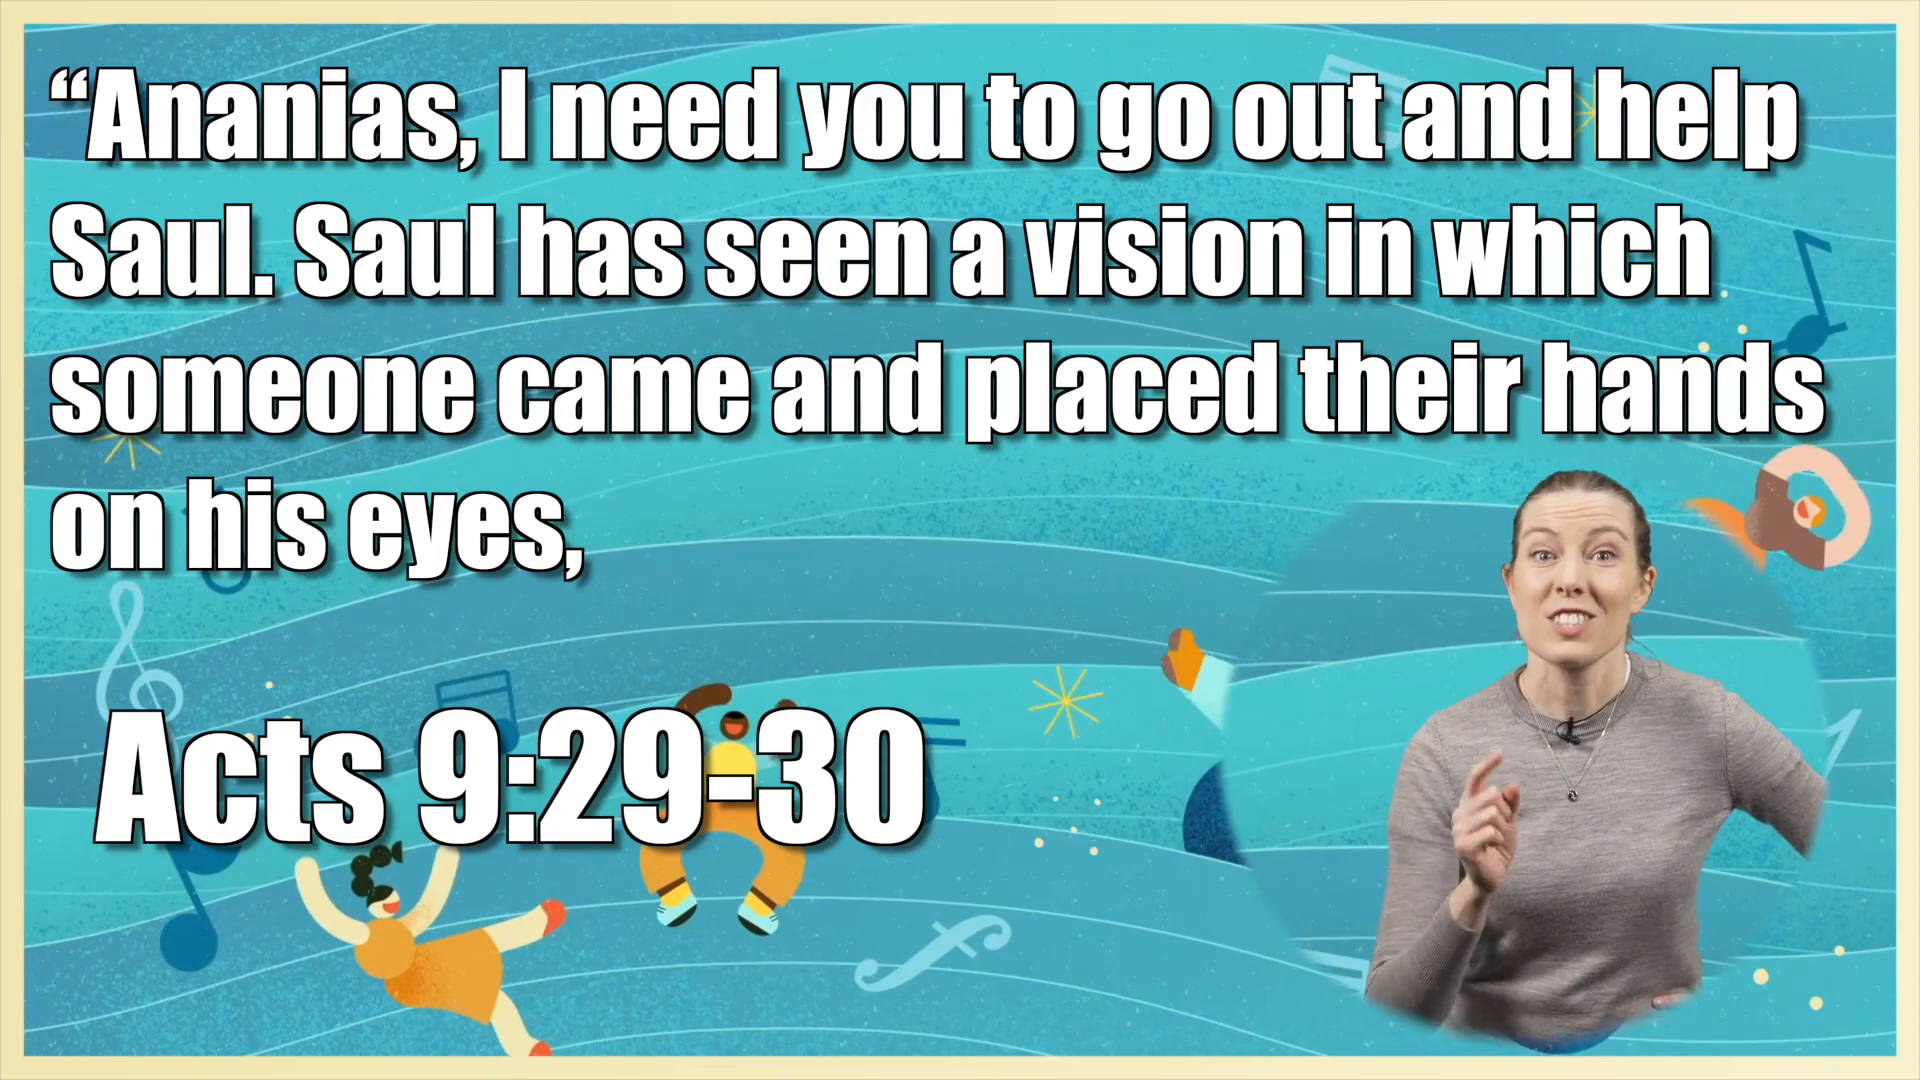 “Ananias, I need you to go out and help
Saul. Saul has seen a vision in which
someone came and placed their hands
on his eyes,
Acts 9:29-30